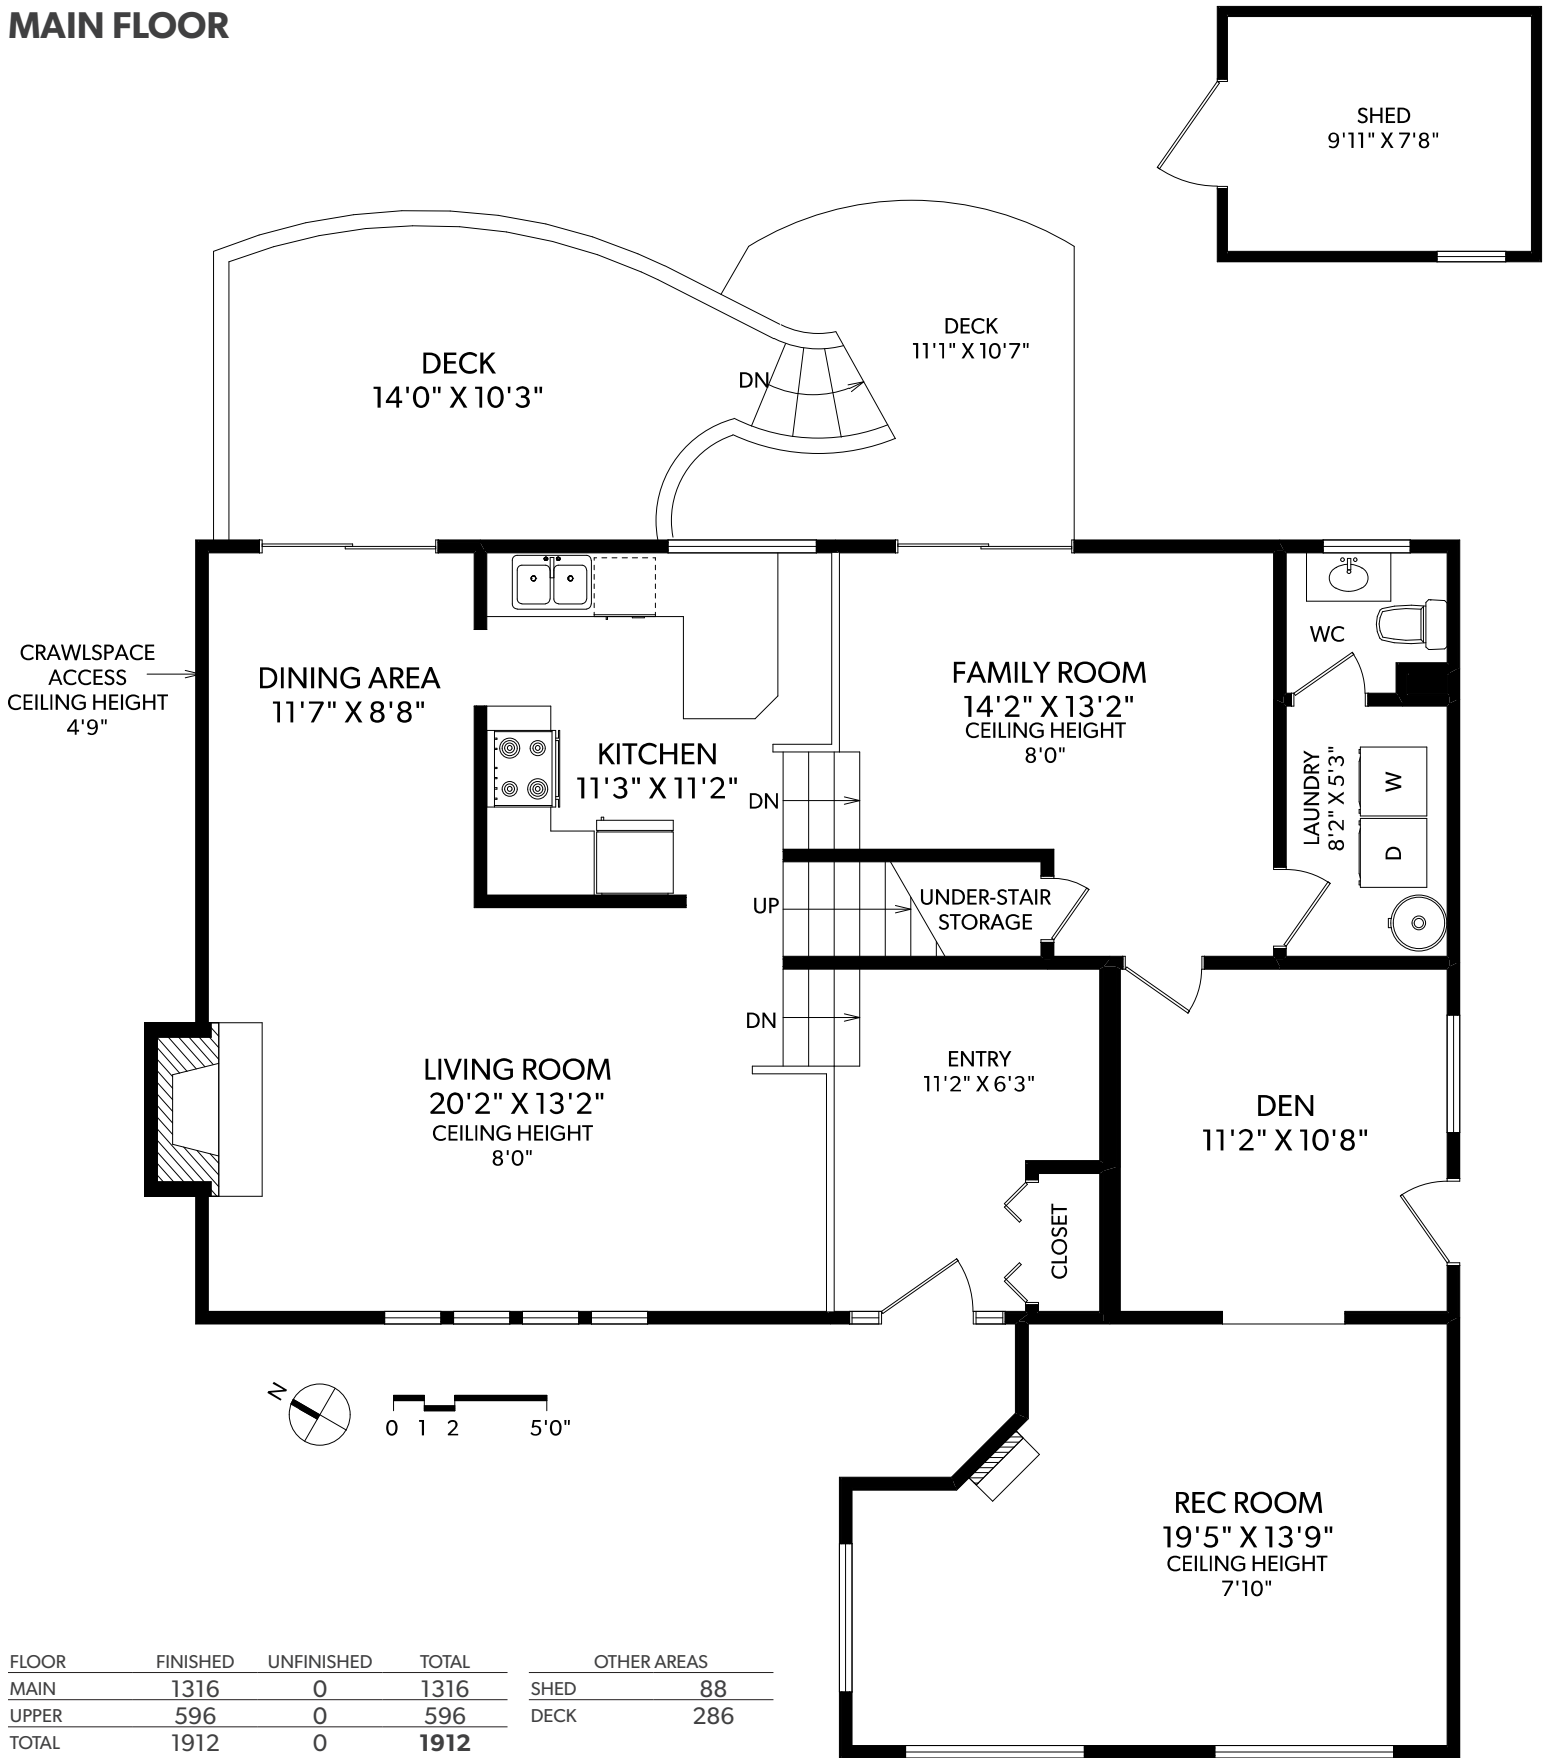 MAIN FLOOR
SHED
9'11" X 7'8"
DECK
11'1" X 10'7"
DECK
14'0" X 10'3"
DN
CRAWLSPACE
ACCESS
CEILING HEIGHT
4'9"
DINING AREA
11'7" X 8'8"
KITCHEN
11'3" X 11'2"
FAMILY ROOM
14'2" X 13'2"
CEILING HEIGHT
8'0"
WC
LAUNDRY
8'2" X 5'3"
W
D
DN
UP
UNDER-STAIR
STORAGE
DN
LIVING ROOM
20'2" X 13'2"
CEILING HEIGHT
8'0"
ENTRY
11'2" X 6'3"
CLOSET
DEN
11'2" X 10'8"
N
0 1 2 5'0"
REC ROOM
19'5" X 13'9"
CEILING HEIGHT
7'10"
FLOOR FINISHED UNFINISHED TOTAL
MAIN 1316 0 1316
UPPER 596 0 596
TOTAL 1912 0 1912
OTHER AREAS
SHED 88
DECK 286